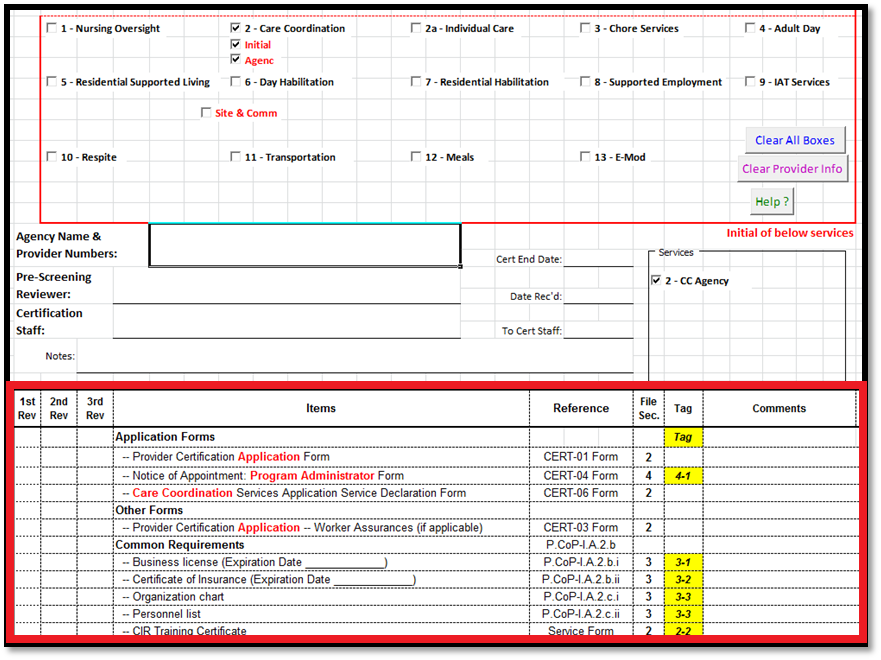 1 - Nursing Oversight 2 - Care Coordination 2a - Individual Care 3 - Chore Services 4 - Adult Day
Initial
Agenc
5 - Residential Supported Living 6 - Day Habilitation 7 - Residential Habilitation 8 - Supported Employment 9 - IAT Services
Site & Comm
10 - Respite 11 - Transportation 12 - Meals 13 - E-Mod
Clear All Boxes
Clear Provider Info
Help ?
Initial of below services
Agency Name &
Provider Numbers:
Cert End Date:
Services
2 - CC Agency
Pre-Screening
Reviewer:
Date Rec'd:
Certification
Staff:
To Cert Staff:
Notes:
1st Rev 2nd Rev 3rd Rev Items Reference File Sec. Tag Comments
Application Forms Tag
-- Provider Certification Application Form CERT-01 Form 2
-- Notice of Appointment: Program Administrator Form CERT-04 Form 4 4-1
-- Care Coordination Services Application Service Declaration Form CERT-06 Form 2
Other Forms
-- Provider Certification Application -- Worker Assurances (if applicable) CERT-03 Form 2
Common Requirements P.CoP-I.A.2.b
-- Business license (Expiration Date ____________) P.CoP-I.A.2.b.i 3 3-1
-- Certificate of Insurance (Expiration Date ____________) P.CoP-I.A.2.b.ii 3 3-2
-- Organization chart P.CoP-I.A.2.c.i 3 3-3
-- Personnel list P.CoP-I.A.2.c.ii 3 3-3
-- CIR Training Certificate Service Form 2 2-2